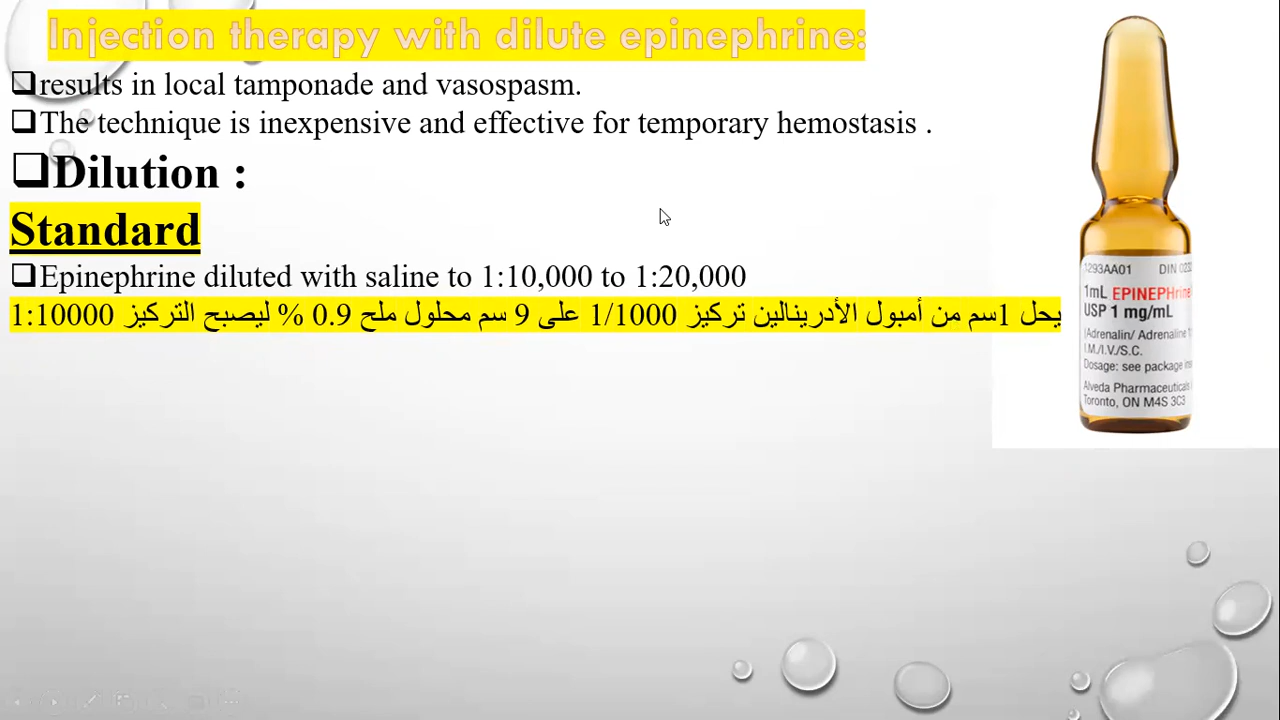 Injection therapy with dilute epinephrine:
results in local tamponade and vasospasm.
The technique is inexpensive and effective for temporary hemostasis .
Dilution :
Standard
Epinephrine diluted with saline to 1:10,000 to 1:20,000
يحل 1سم من أمبول الأدرينالين تركيز 1/1000 على 9 سم محلول ملح 0.9 % ليصبح التركيز 1:10000
1293AA01 DIN
1mL EPINEPHrine
USP 1 mg/mL
(Adrenalin/ Adrenaline
I.M./I.V./S.C.
Dosage: see package
Alveda Pharmaceuticals
Toronto, ON M4S 3C3